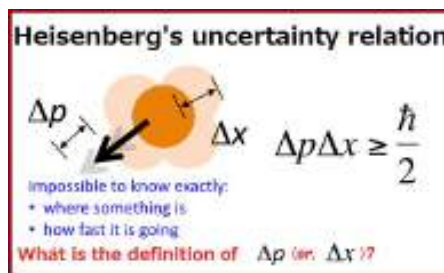 Heisenberg's uncertainty relation
Δp
Δx
ΔpΔx ≥ ℏ/2
Impossible to know exactly:
• where something is
• how fast it is going
What is the definition of Δp (or, Δx)?